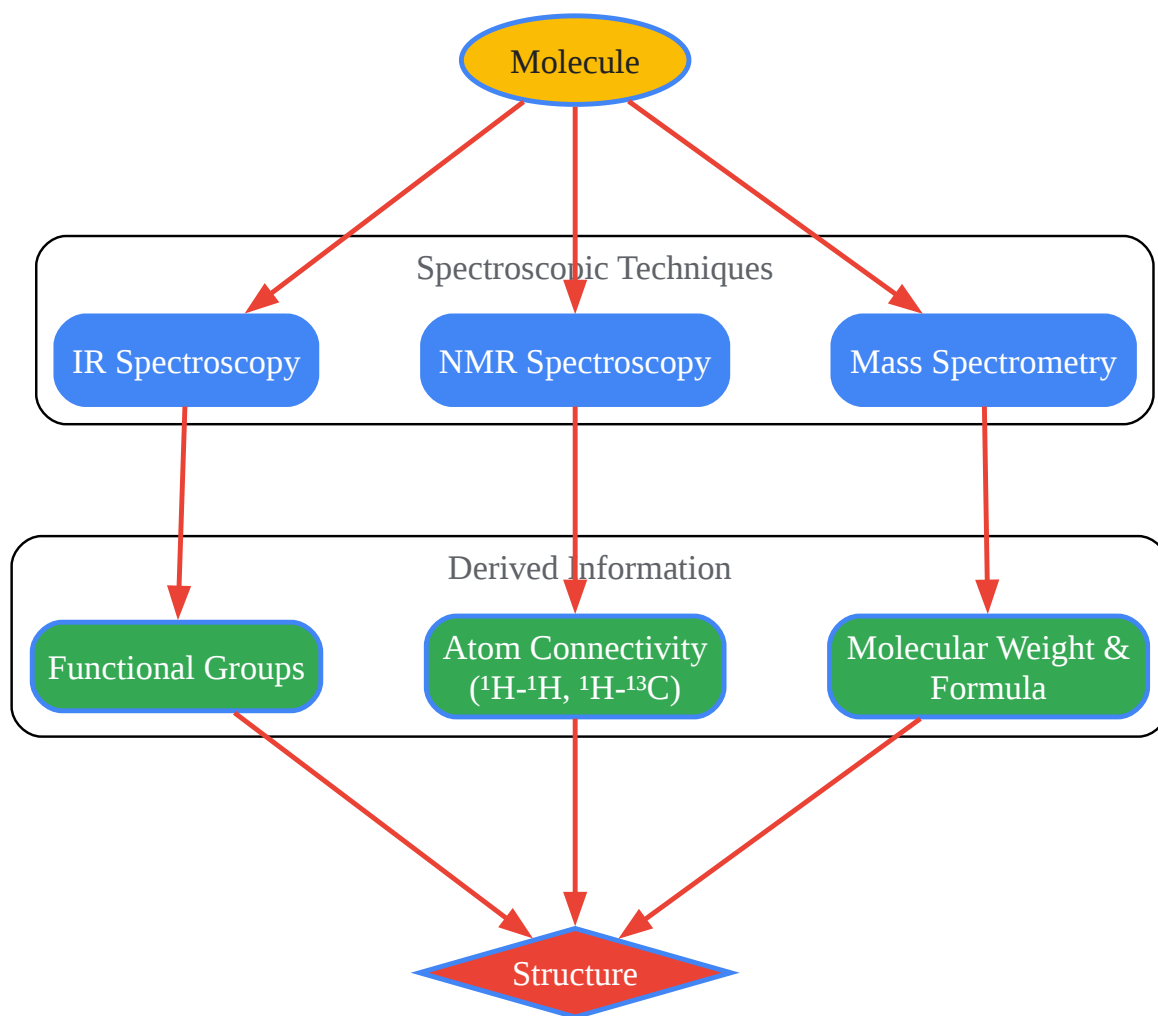 Molecule
Spectroscopic Techniques
IR Spectroscopy
NMR Spectroscopy
Mass Spectrometry
Derived Information
Functional Groups
Atom Connectivity
(¹H-¹H, ¹H-¹³C)
Molecular Weight &
Formula
Structure